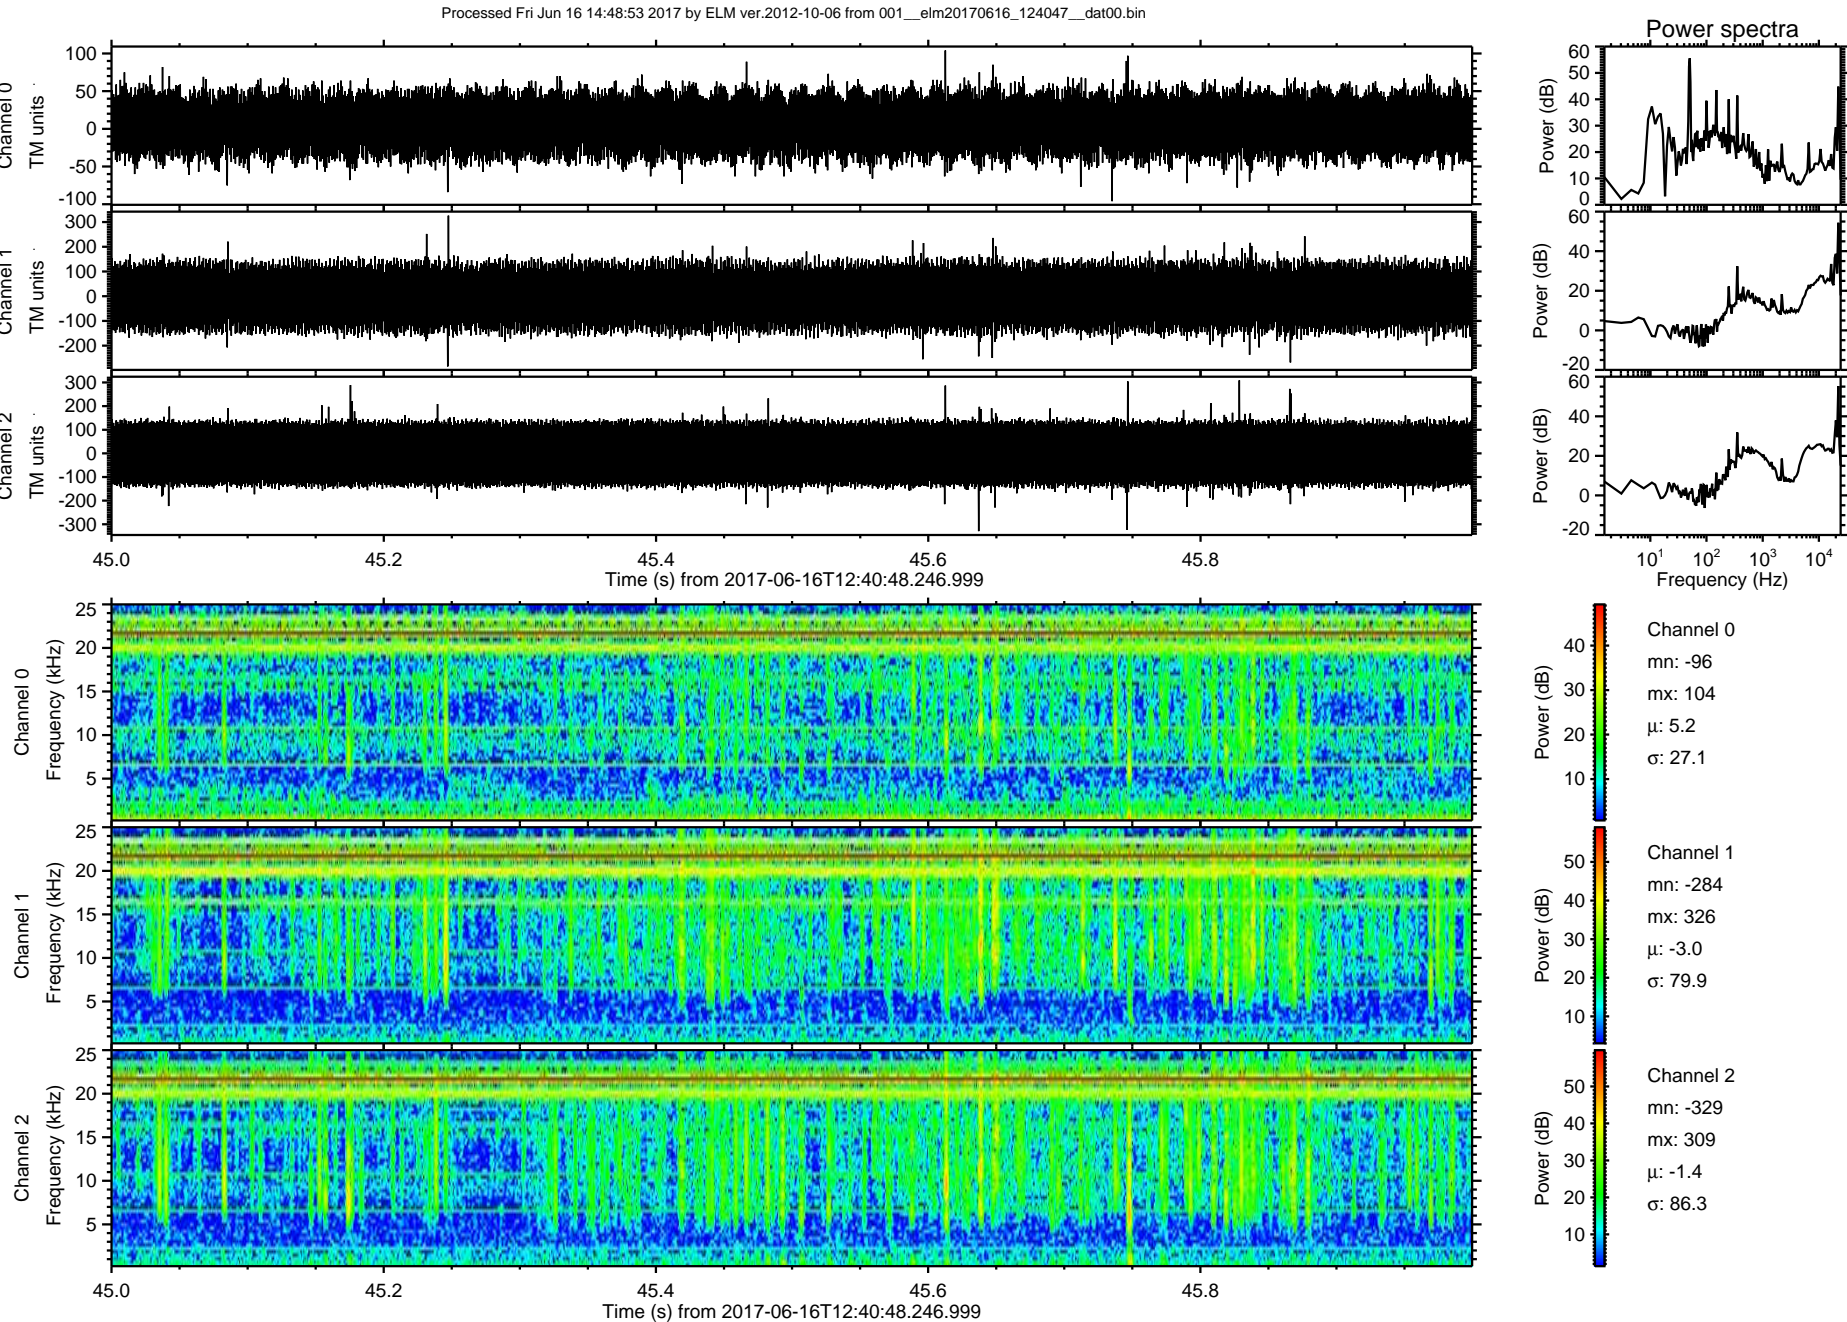 Processed Fri Jun 16 14:48:53 2017 by ELM ver.2012-10-06 from 001__elm20170616_124047__dat00.bin
Power spectra
Channel 0
TM units
100
50
0
-50
-100
Power (dB)
60
50
40
30
20
10
0
Channel 1
TM units
300
200
100
0
-100
-200
Power (dB)
60
40
20
0
-20
Channel 2
TM units
300
200
100
0
-100
-200
-300
Power (dB)
60
40
20
0
-20
45.0 45.2 45.4 45.6 45.8
Time (s) from 2017-06-16T12:40:48.246.999
10^1 10^2 10^3 10^4
Frequency (Hz)
Channel 0
Frequency (kHz)
25
20
15
10
5
Power (dB)
40
30
20
10
Channel 0
mn: -96
mx: 104
μ: 5.2
σ: 27.1
Channel 1
Frequency (kHz)
25
20
15
10
5
Power (dB)
50
40
30
20
10
Channel 1
mn: -284
mx: 326
μ: -3.0
σ: 79.9
Channel 2
Frequency (kHz)
25
20
15
10
5
Power (dB)
50
40
30
20
10
Channel 2
mn: -329
mx: 309
μ: -1.4
σ: 86.3
45.0 45.2 45.4 45.6 45.8
Time (s) from 2017-06-16T12:40:48.246.999